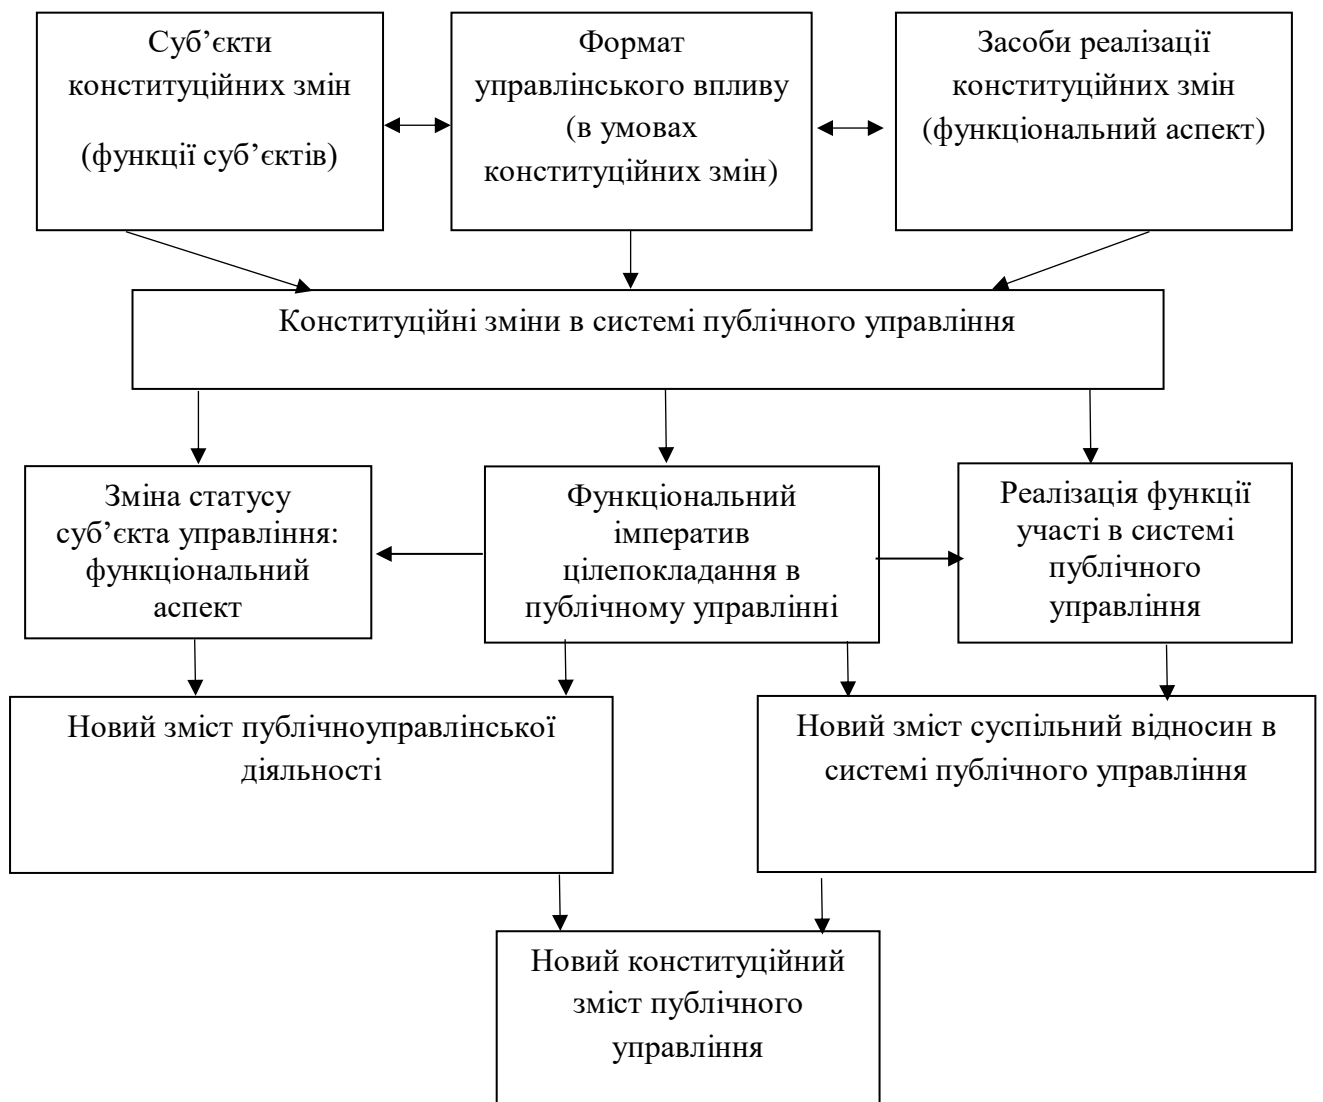 Суб’єкти
конституційних змін
(функції суб’єктів)
Формат
управлінського впливу
(в умовах
конституційних змін)
Засоби реалізації
конституційних змін
(функціональний аспект)
Конституційні зміни в системі публічного управління
Зміна статусу
суб’єкта управління:
функціональний
аспект
Функціональний
імператив
цілепокладання в
публічному управлінні
Реалізація функції
участі в системі
публічного
управління
Новий зміст публічноуправлінської
діяльності
Новий зміст суспільний відносин в
системі публічного управління
Новий конституційний
зміст публічного
управління